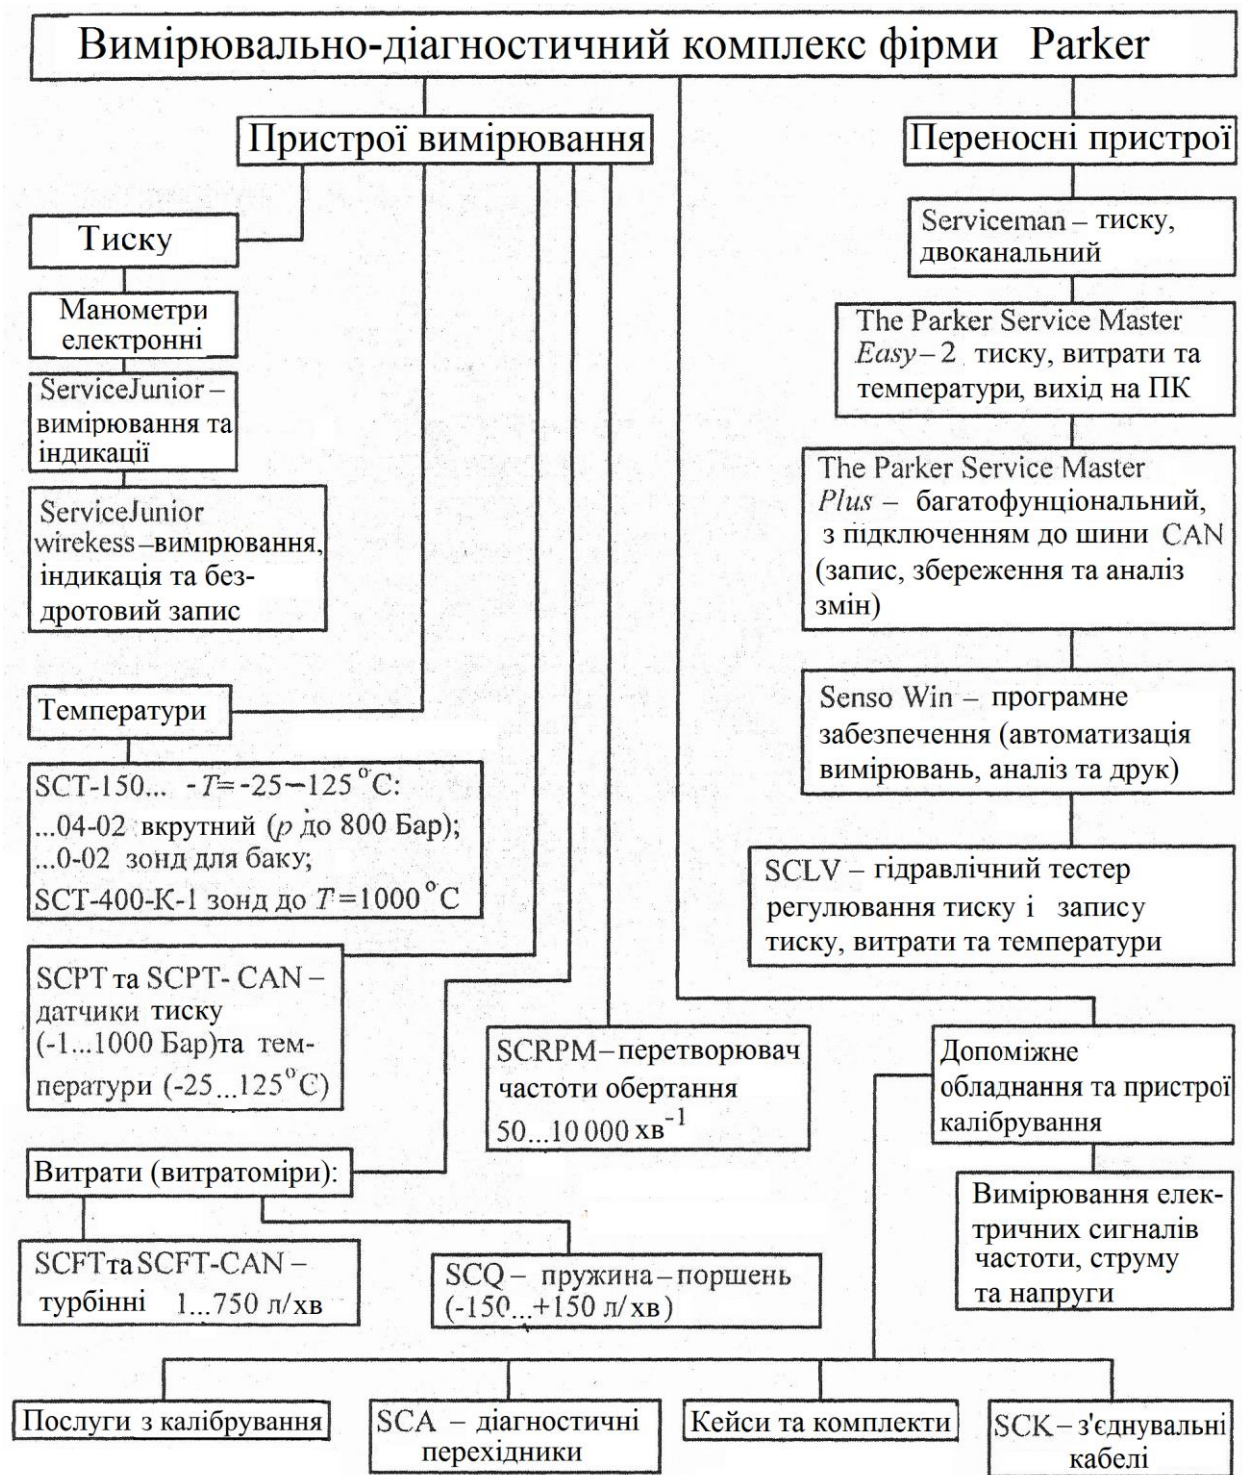 Вимірювально-діагностичний комплекс фірми Parker
Пристрої вимірювання
Тиску
Манометри
електронні
ServiceJunior –
вимірювання та
індикації
ServiceJunior
wirekess – вимірювання,
індикація та без-
дротовий запис
Температури
SCT-150... - T= -25–125 °С:
...04-02 вкрутний (p до 800 Бар);
...0-02 зонд для баку;
SCT-400-K-1 зонд до T=1000 °С
SCPT та SCPT- CAN –
датчики тиску
(-1...1000 Бар)та тем-
ператури (-25...125°С)
Витрати (витратоміри):
SCFT та SCFT-CAN –
турбінні 1...750 л/хв
SCQ – пружина – поршень
(-150...+150 л/хв)
SCRPM – перетворювач
частоти обертання
50...10 000 хв⁻¹
Переносні пристрої
Serviceman – тиску,
двоканальний
The Parker Service Master
Easy – 2 тиску, витрати та
температури, вихід на ПК
The Parker Service Master
Plus – багатофунціональний,
з підключенням до шини CAN
(запис, збереження та аналіз
змін)
Senso Win – програмне
забезпечення (автоматизація
вимірювань, аналіз та друк)
SCLV – гідравлічний тестер
регулювання тиску і запису
тиску, витрати та температури
Допоміжне
обладнання та пристрої
калібрування
Вимірювання елек-
тричних сигналів
частоти, струму
та напруги
Послуги з калібрування
SCA – діагностичні
перехідники
Кейси та комплекти
SCK – з'єднувальні
кабелі